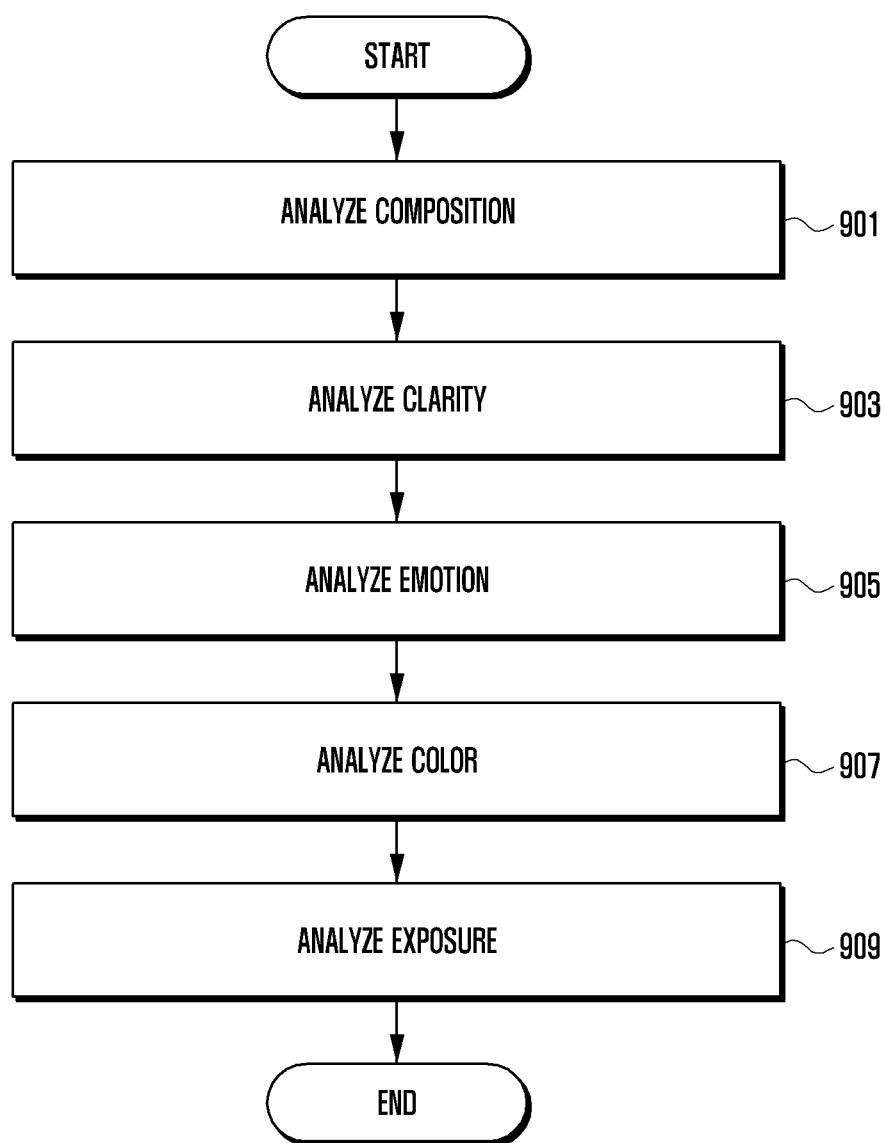 START
ANALYZE COMPOSITION
901
ANALYZE CLARITY
903
ANALYZE EMOTION
905
ANALYZE COLOR
907
ANALYZE EXPOSURE
909
END